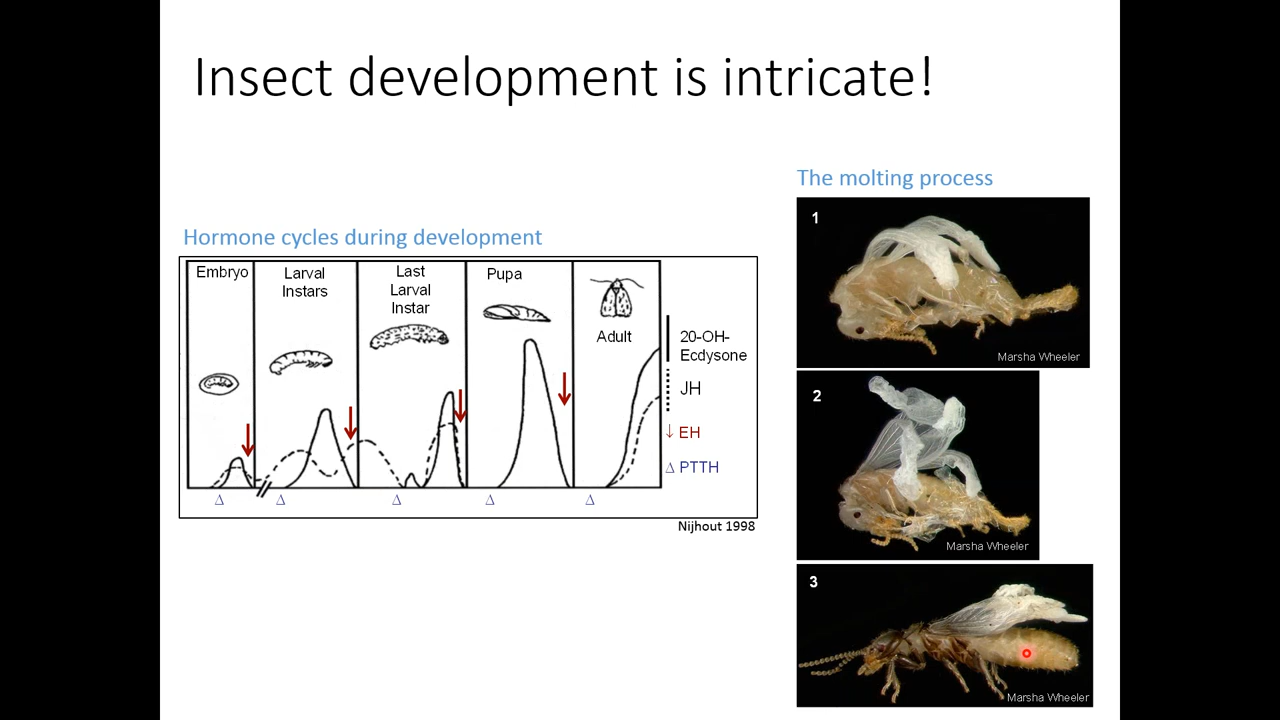 Insect development is intricate!
Hormone cycles during development
Embryo
Larval
Instars
Last
Larval
Instar
Pupa
Adult
20-OH-
Ecdysone
JH
↓ EH
Δ PTTH
Δ Δ Δ Δ Δ
Nijhout 1998
The molting process
1
Marsha Wheeler
2
Marsha Wheeler
3
Marsha Wheeler